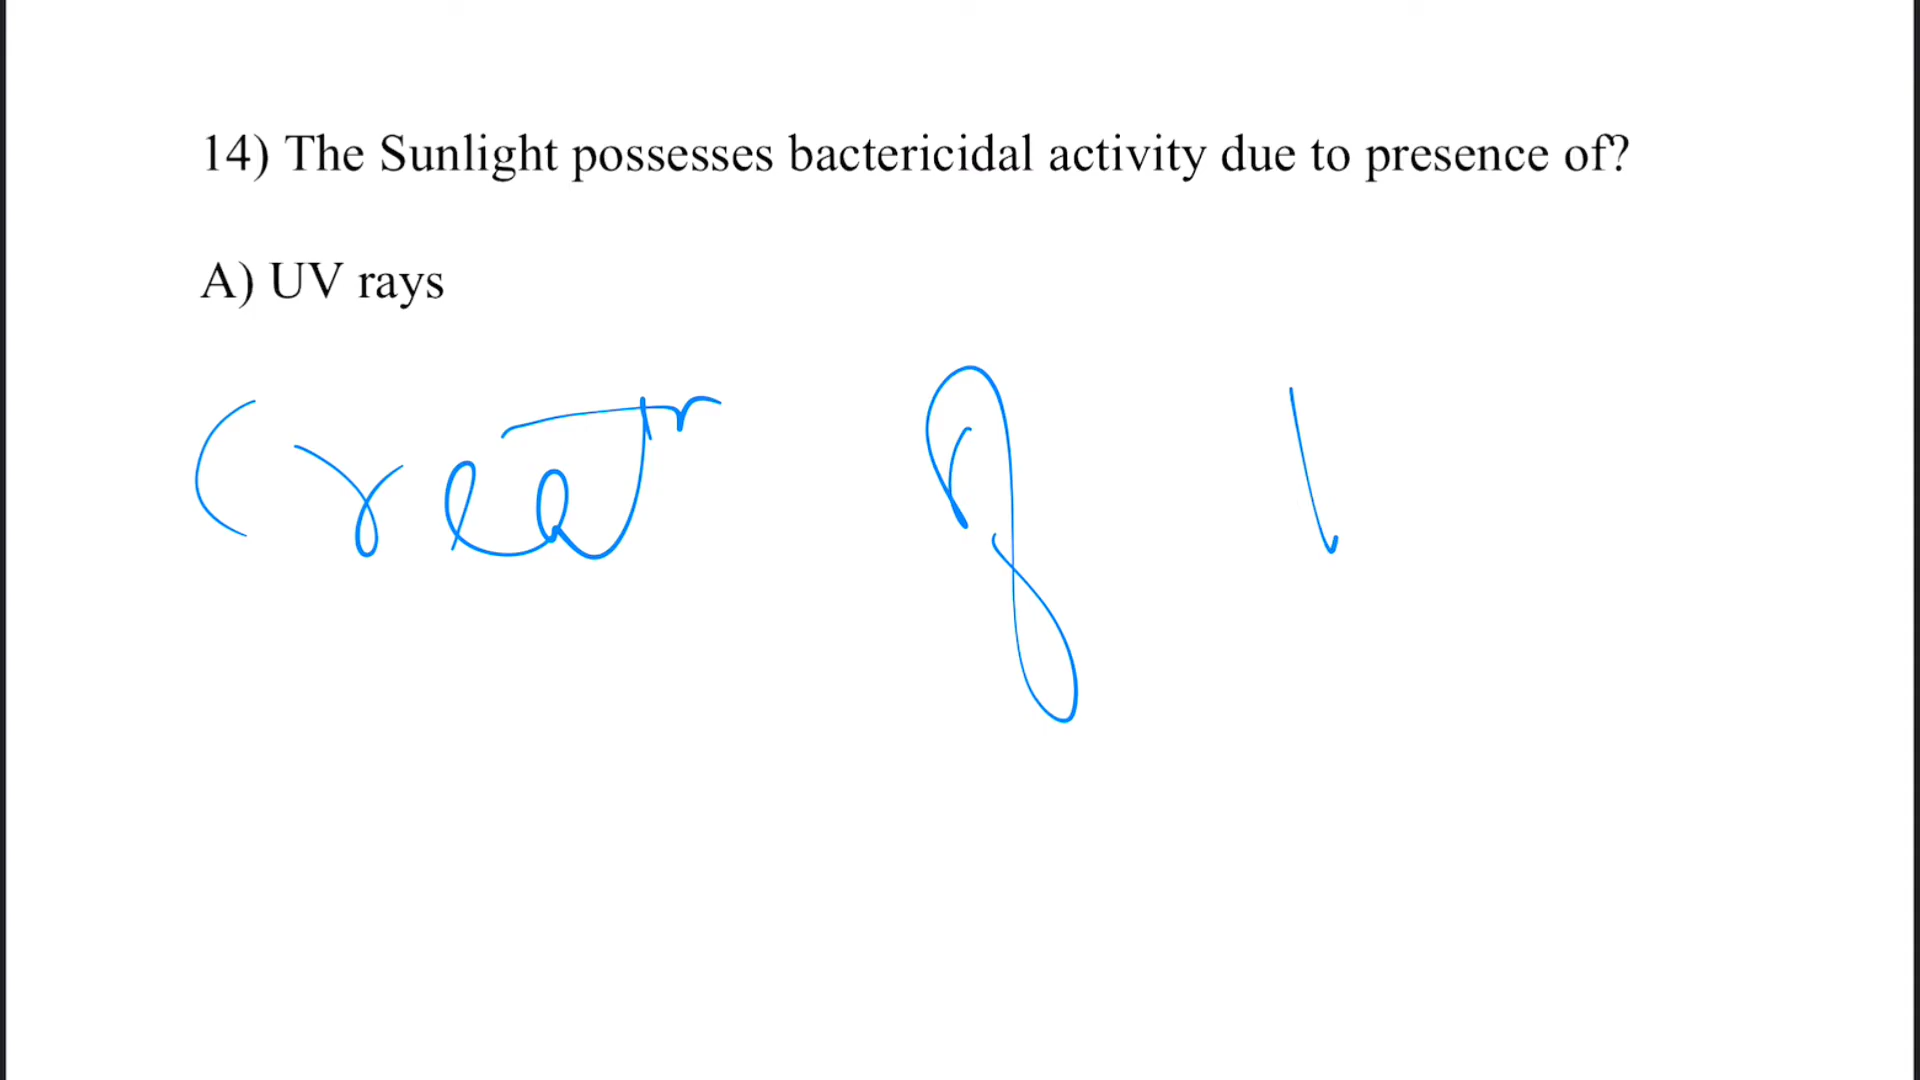 14) The Sunlight possesses bactericidal activity due to presence of?
A) UV rays